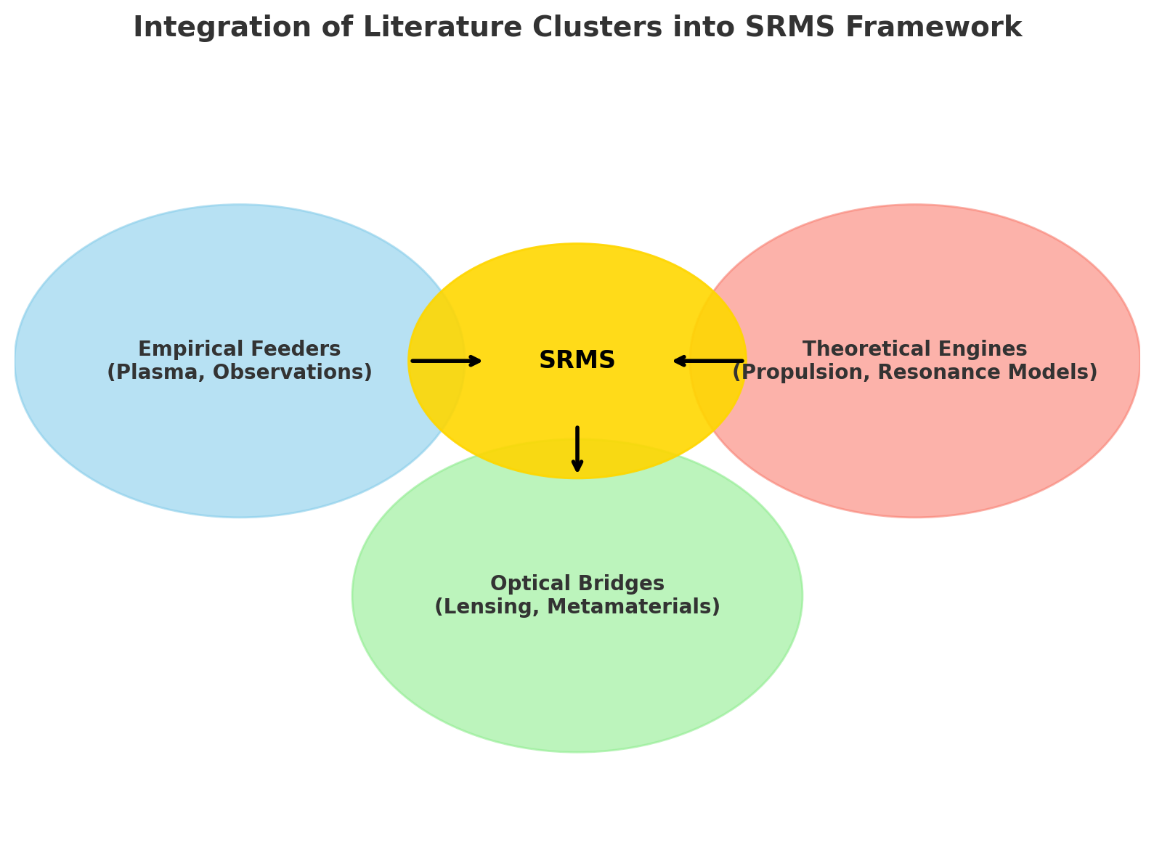 Integration of Literature Clusters into SRMS Framework
Empirical Feeders
(Plasma, Observations)
SRMS
Theoretical Engines
(Propulsion, Resonance Models)
Optical Bridges
(Lensing, Metamaterials)